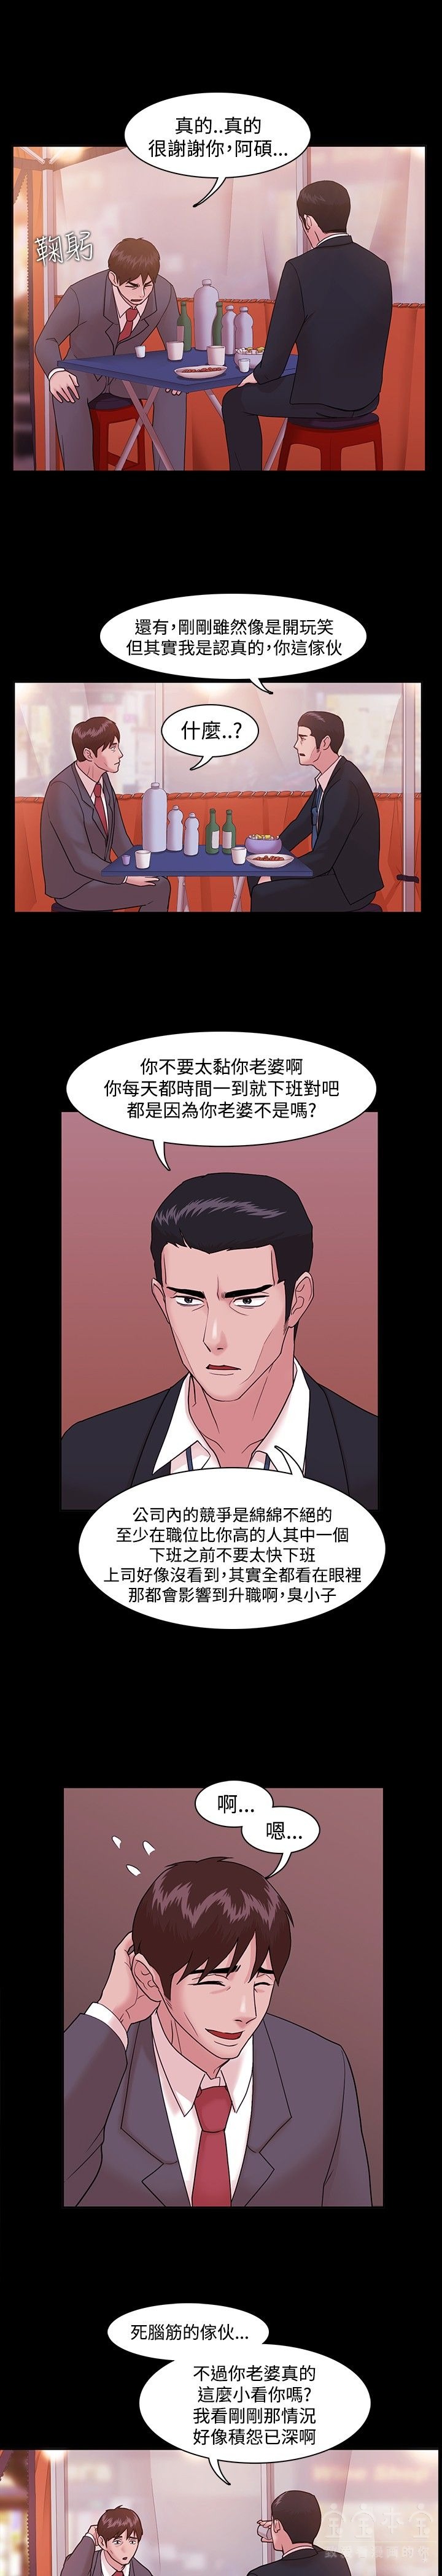 真的..真的
很謝謝你,阿碩...
鞠躬
還有,剛剛雖然像是開玩笑
但其實我是認真的,你這傢伙
什麼..?
你不要太黏你老婆啊
你每天都時間一到就下班對吧
都是因為你老婆不是嗎?
公司內的競爭是綿綿不絕的
至少在職位比你高的人其中一個
下班之前不要太快下班
上司好像沒看到,其實全都看在眼裡
那都會影響到升職啊,臭小子
啊...
嗯...
死腦筋的傢伙...
不過你老婆真的
這麼小看你嗎?
我看剛剛那情況
好像積怨已深啊